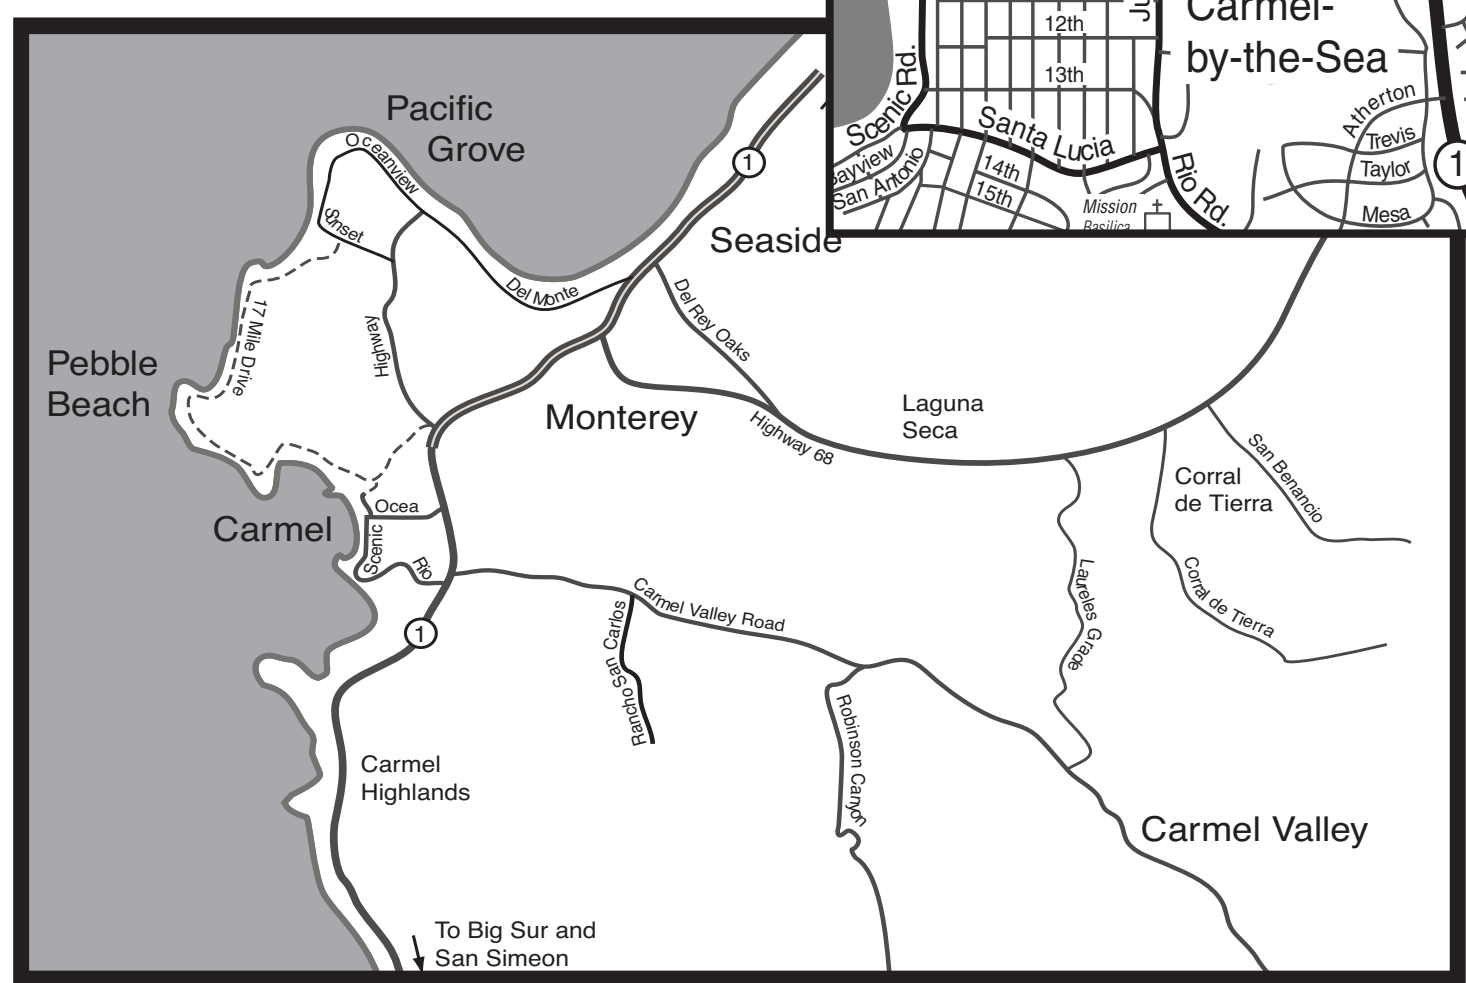 Carmel-
by-the-Sea
12th
13th
Scenic Rd.
Santa Lucia
Atherton
Trevis
Taylor
Mesa
1
San Antonio
14th
15th
Rio Rd.
Mission
Basilica
Pacific
Grove
Oceanview
Sunset
1
Seaside
Del Monte
17 Mile Drive
Highway
Del Rey Oaks
Pebble
Beach
Monterey
Highway 68
Laguna
Seca
San Benancio
Corral
de Tierra
Ocea
Carmel
Scenic
Rio
Laureles Grade
Corral de Tierra
Carmel Valley Road
Rancho San Carlos
1
Robinson Canyon
Carmel
Highlands
Carmel Valley
To Big Sur and
San Simeon